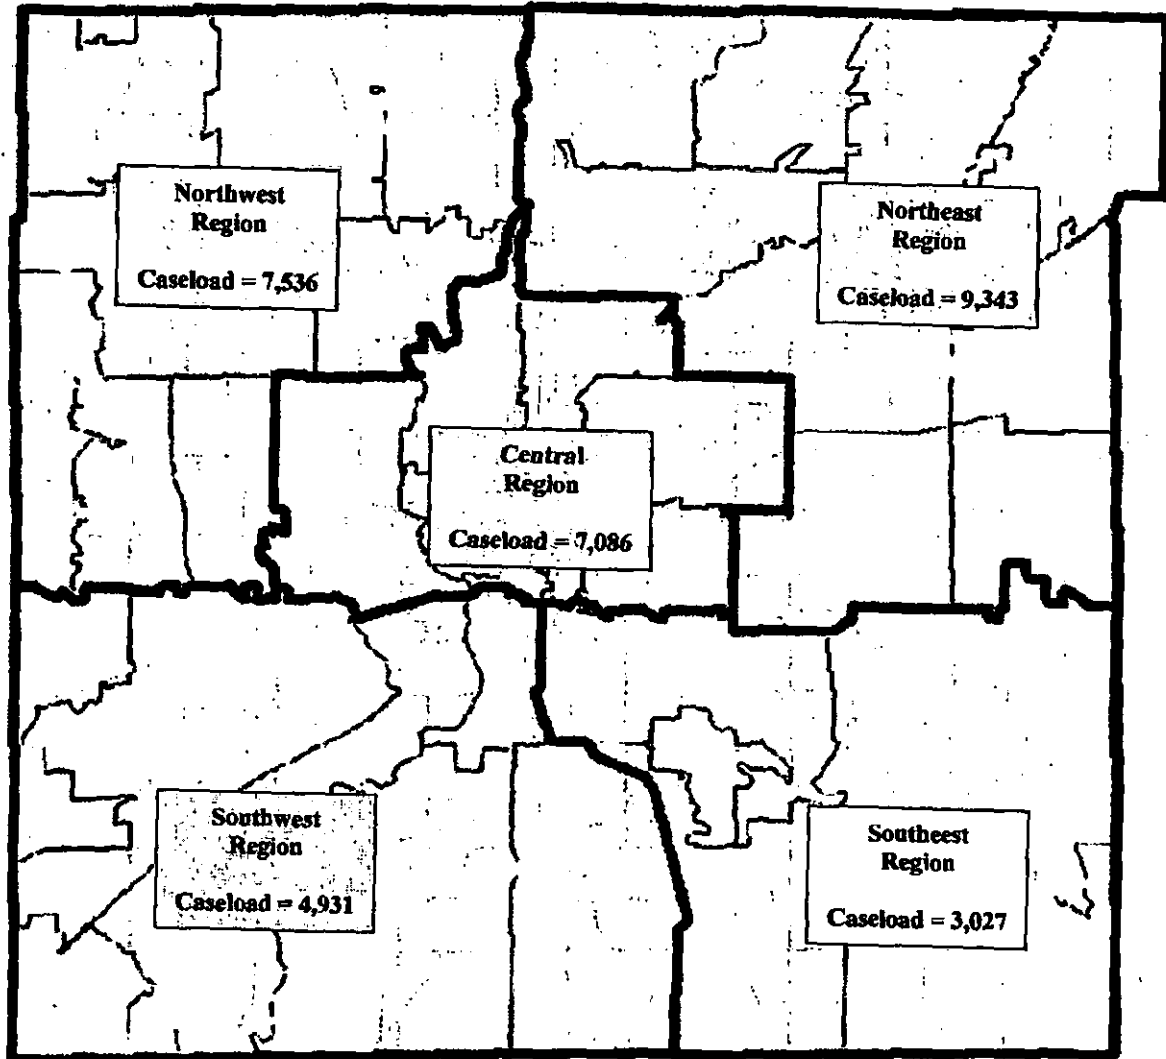 Northwest
Region
Caseload = 7,536
Northeast
Region
Caseload = 9,343
Central
Region
Caseload = 7,086
Southwest
Region
Caseload = 4,931
Southeest
Region
Caseload = 3,027